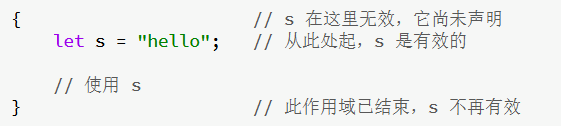 {                        // s 在这里无效，它尚未声明
    let s = "hello";   // 从此处起，s 是有效的
    // 使用 s
}                        // 此作用域已结束，s 不再有效